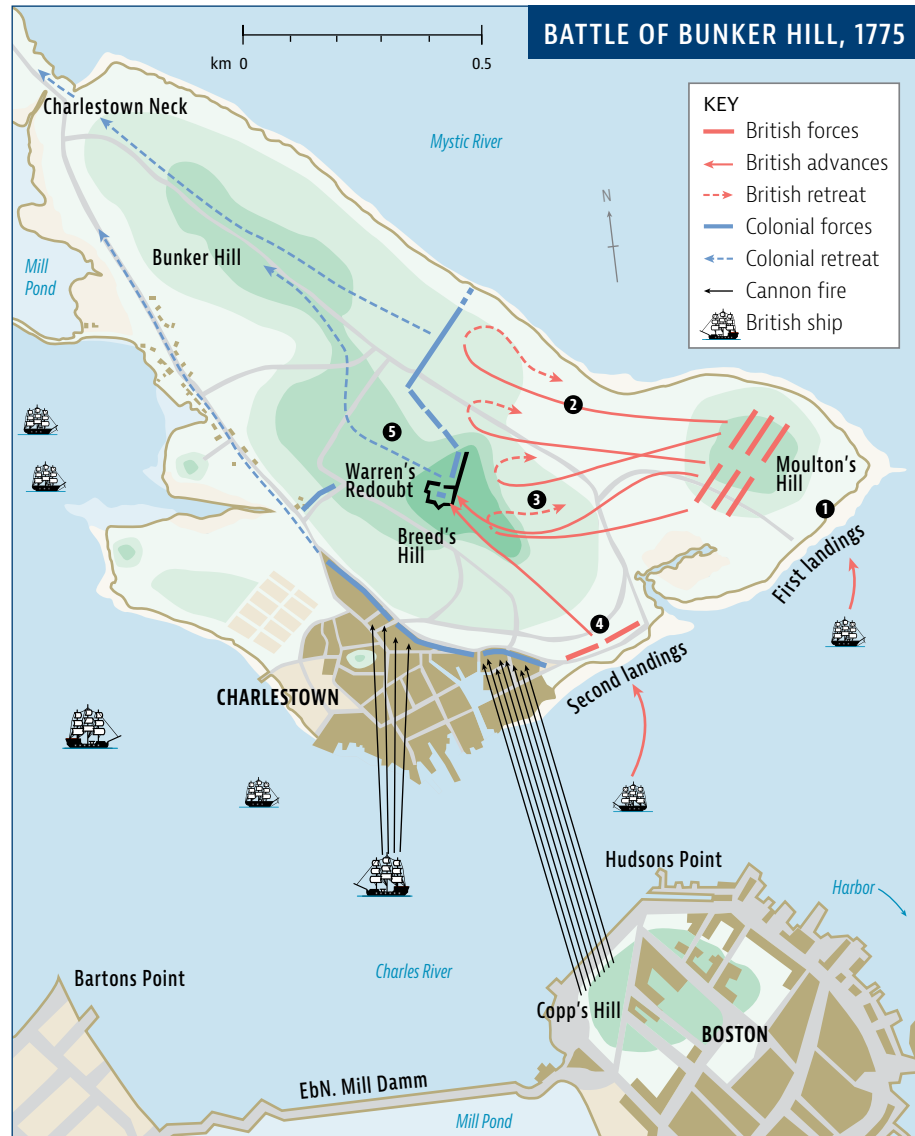 BATTLE OF BUNKER HILL, 1775
km 0 0.5
KEY
British forces
British advances
British retreat
Colonial forces
Colonial retreat
Cannon fire
British ship
Charlestown Neck
Mystic River
N
Bunker Hill
Mill
Pond
2
5
Warren's
Redoubt
Moulton's
Hill
3
1
Breed's
Hill
First landings
4
Second landings
CHARLESTOWN
Hudsons Point
Harbor
Charles River
Bartons Point
Copp's Hill
BOSTON
EbN. Mill Damm
Mill Pond